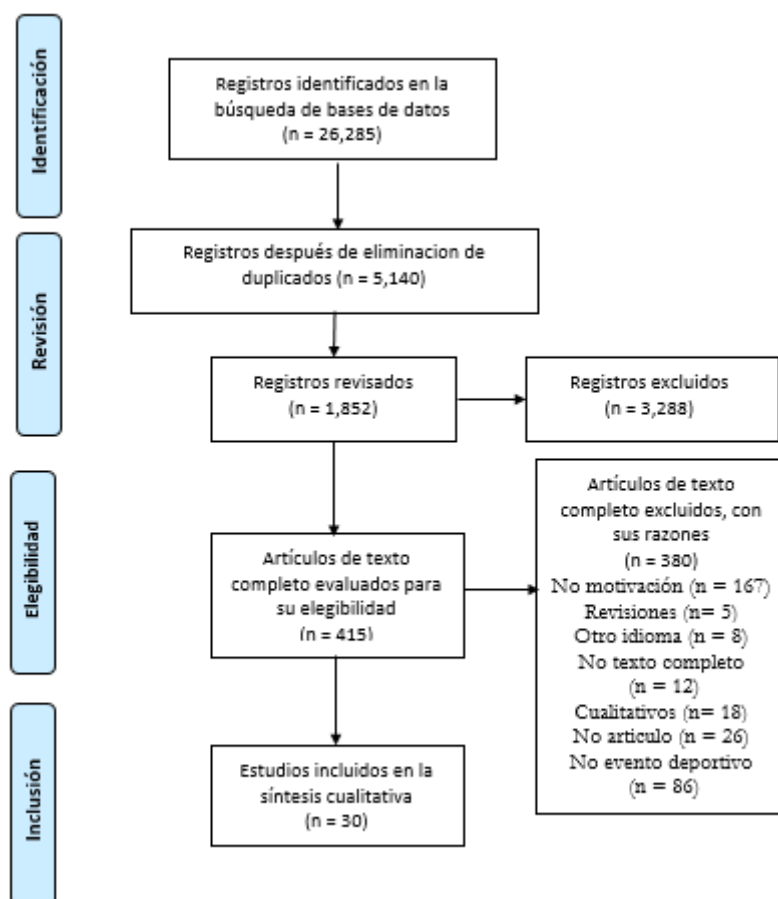 Identificación
Registros identificados en la
búsqueda de bases de datos
(n = 26,285)
Revisión
Registros después de eliminacion de
duplicados (n = 5,140)
Registros revisados
(n = 1,852)
Registros excluidos
(n = 3,288)
Elegibilidad
Artículos de texto
completo evaluados para
su elegibilidad
(n = 415)
Artículos de texto
completo excluidos, con
sus razones
(n = 380)
No motivación (n = 167)
Revisiones (n= 5)
Otro idioma (n = 8)
No texto completo
(n = 12)
Cualitativos (n= 18)
No articulo (n = 26)
No evento deportivo
(n = 86)
Inclusión
Estudios incluidos en la
síntesis cualitativa
(n = 30)